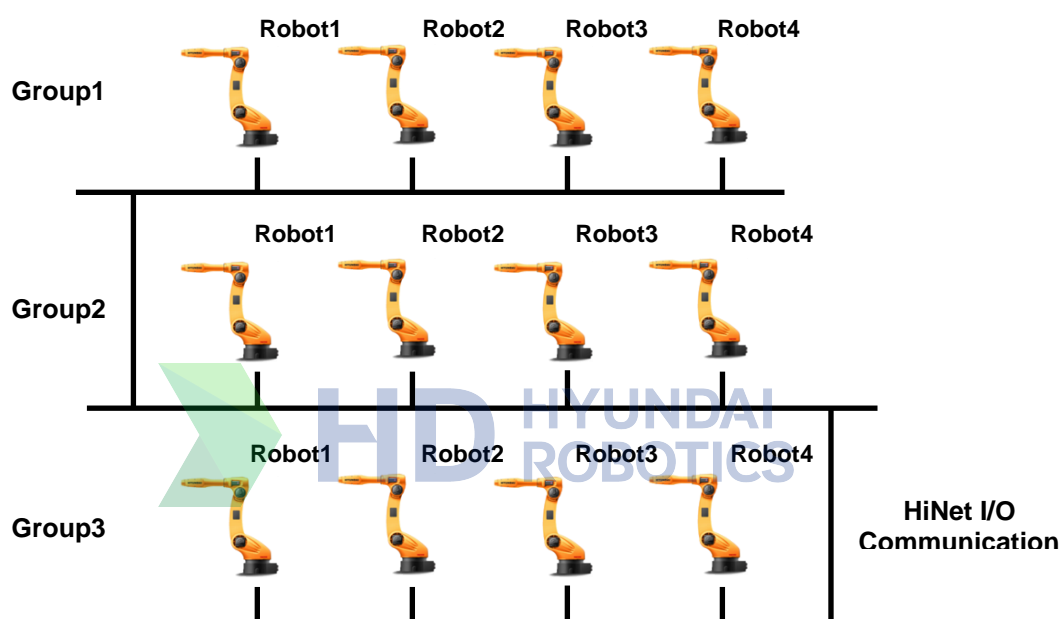 Robot1 Robot2 Robot3 Robot4
Group1
Robot1 Robot2 Robot3 Robot4
Group2
HD HYUNDAI
ROBOTICS
Robot1 Robot2 Robot3 Robot4
Group3
HiNet I/O
Communication